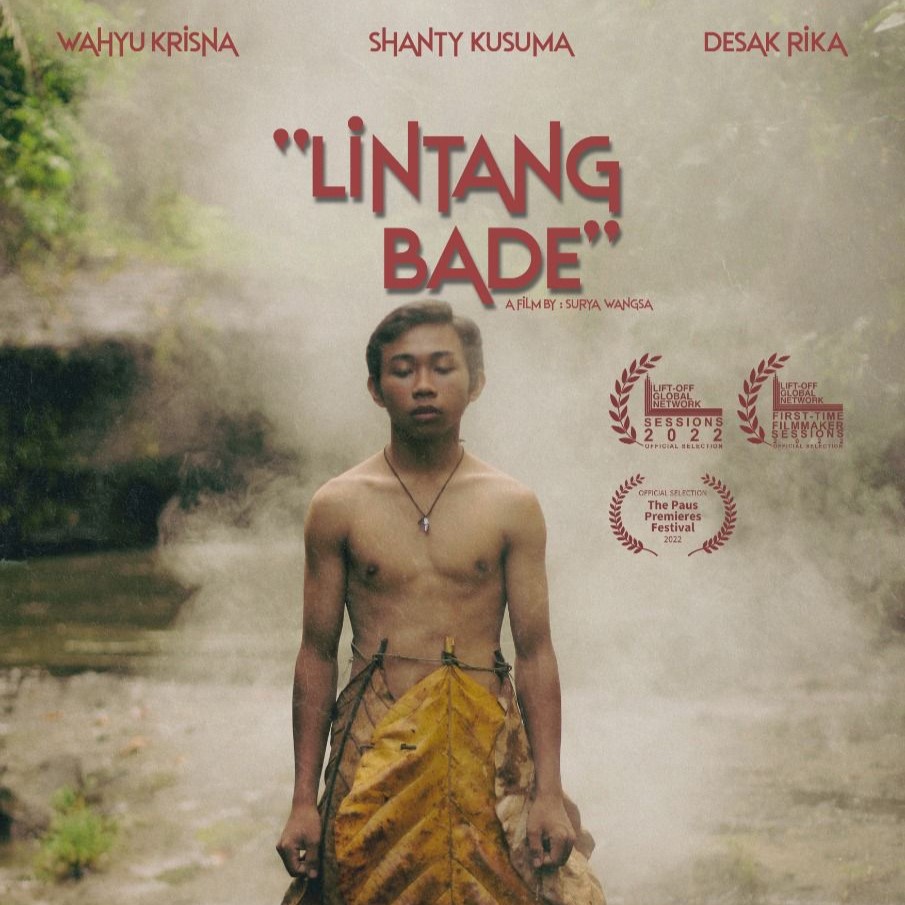 WAHYU KRISNA
SHANTY KUSUMA
DESAK RIKA
"LINTANG
BADE"
A FILM BY : SURYA WANGSA
LIFT-OFF
GLOBAL
NETWORK
SESSIONS
2022
OFFICIAL SELECTION
LIFT-OFF
GLOBAL
NETWORK
FIRST-TIME
FILMMAKER
SESSIONS
OFFICIAL SELECTION
OFFICIAL SELECTION
The Paus
Premieres
Festival
2022